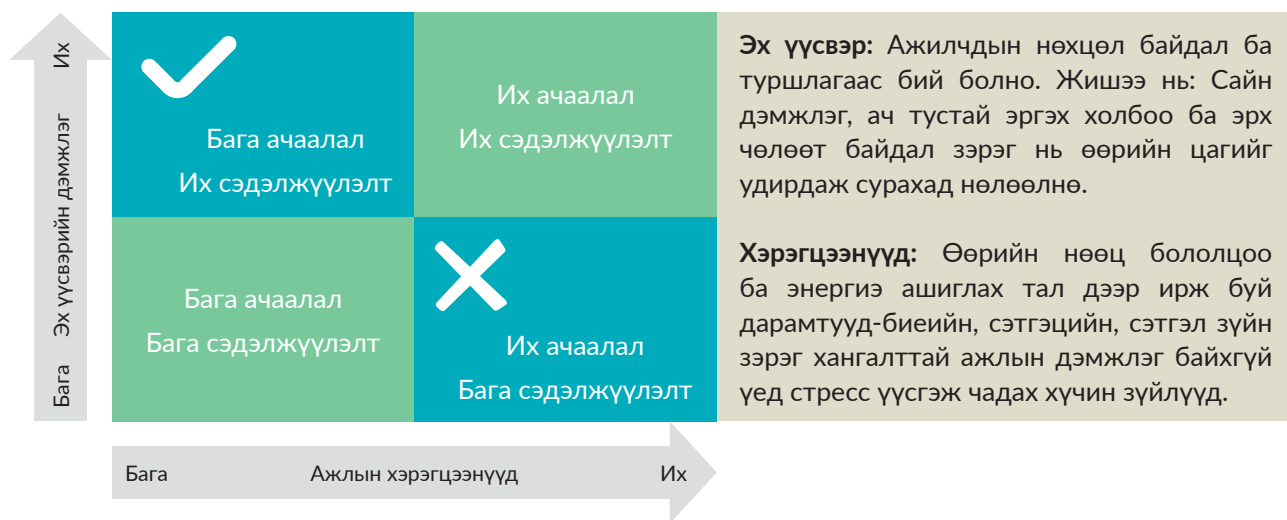 Их
Эх үүсвэрийн дэмжлэг
Бага
Бага ачаалал
Их сэдэлжүүлэлт
Их ачаалал
Их сэдэлжүүлэлт
Бага ачаалал
Бага сэдэлжүүлэлт
Их ачаалал
Бага сэдэлжүүлэлт
Бага Ажлын хэрэгцээнүүд Их
Эх үүсвэр: Ажилчдын нөхцөл байдал ба
туршлагаас бий болно. Жишээ нь: Сайн
дэмжлэг, ач тустай эргэх холбоо ба эрх
чөлөөт байдал зэрэг нь өөрийн цагийг
удирдаж сурахад нөлөөлнө.
Хэрэгцээнүүд: Өөрийн нөөц бололцоо
ба энергиэ ашиглах тал дээр ирж буй
дарамтууд-биеийн, сэтгэцийн, сэтгэл зүйн
зэрэг хангалттай ажлын дэмжлэг байхгүй
үед стресс үүсгэж чадах хүчин зүйлүүд.